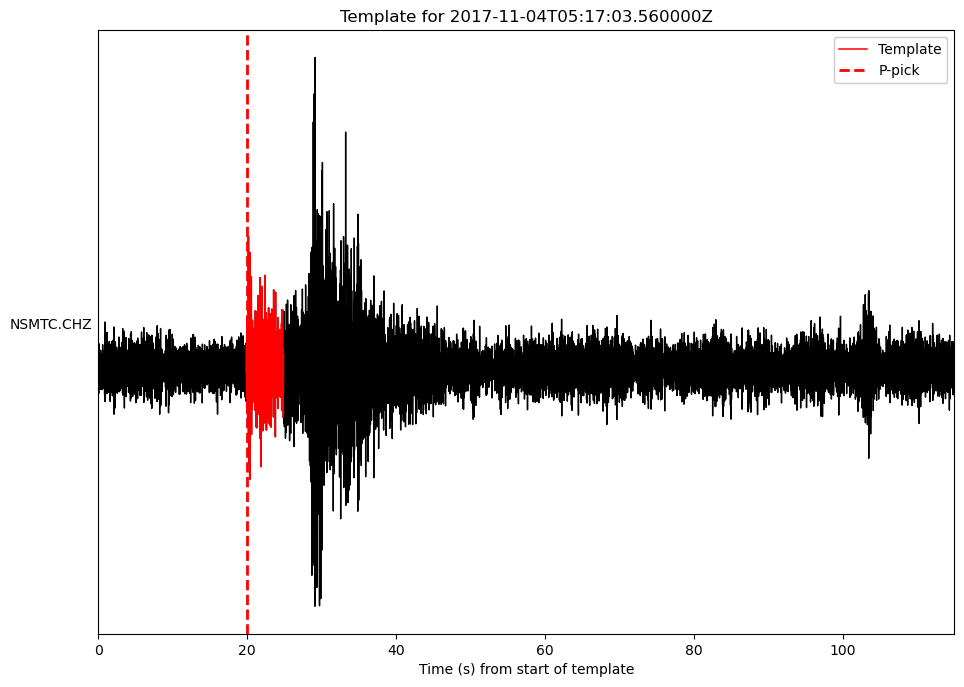 Template for 2017-11-04T05:17:03.560000Z
Template
P-pick
NSMTC.CHZ
0 20 40 60 80 100
Time (s) from start of template